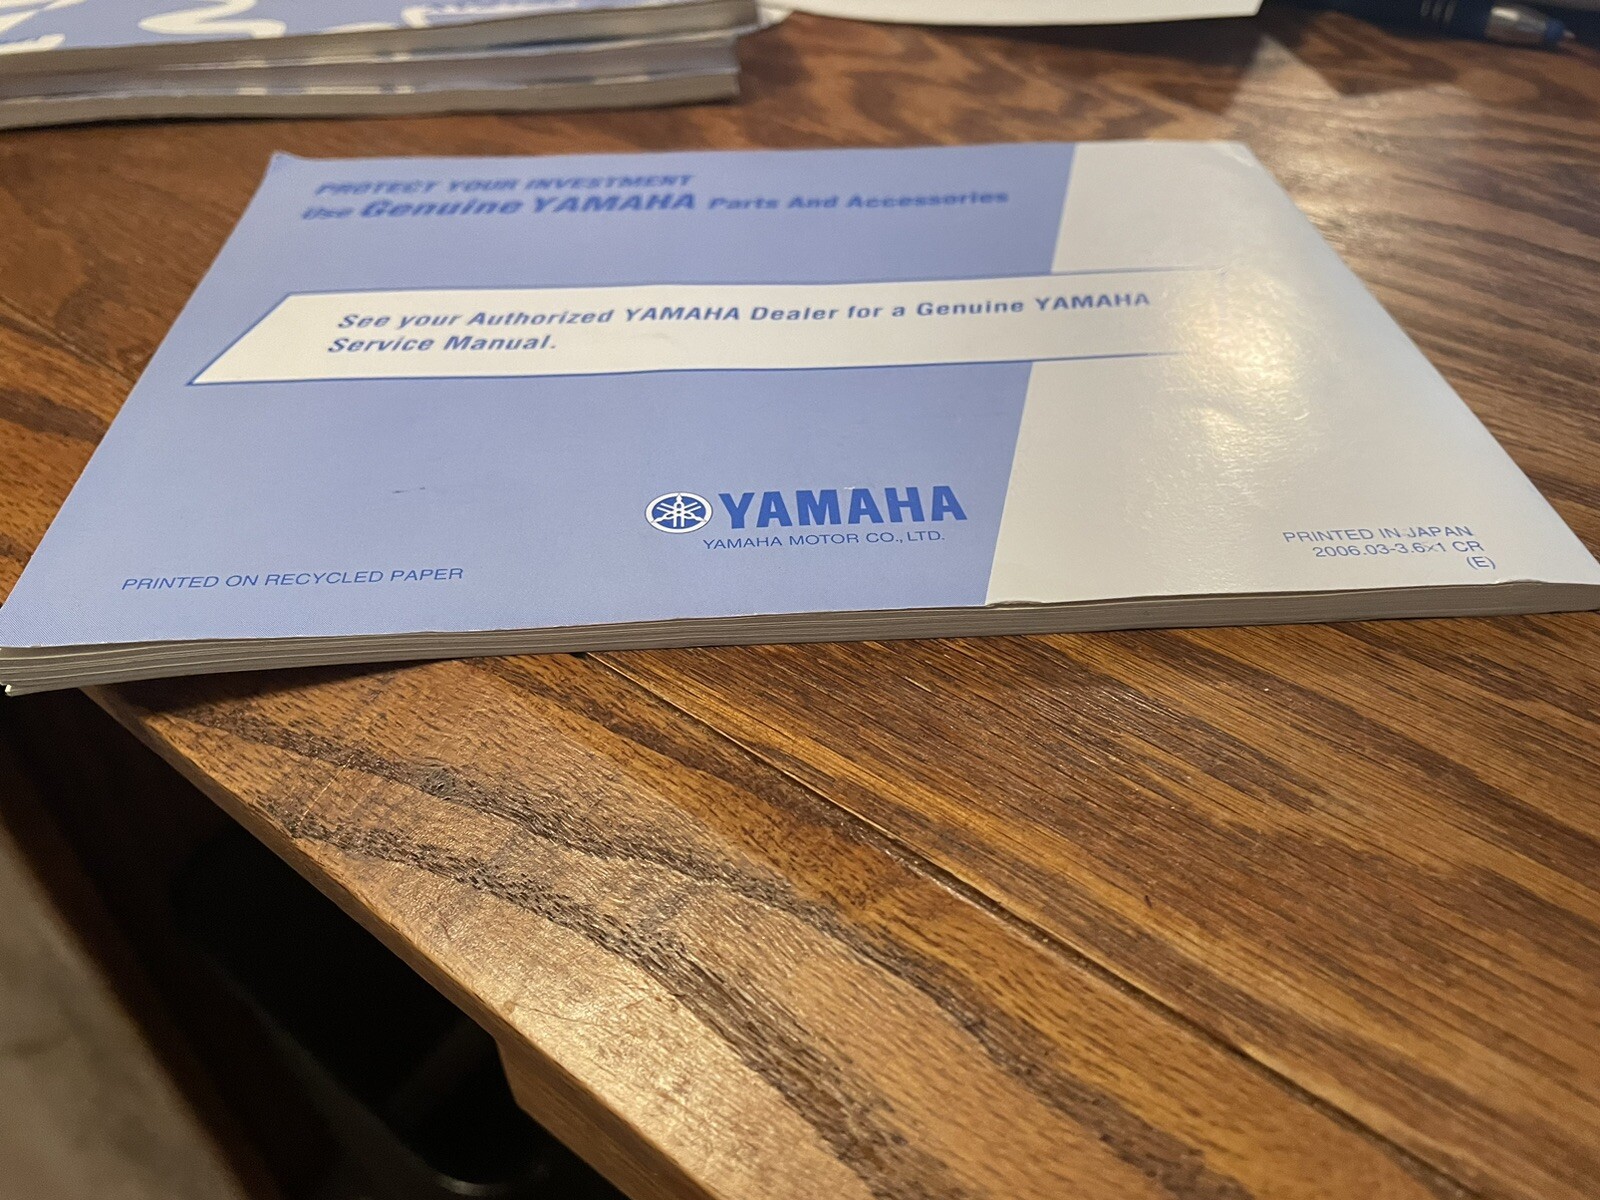 PROTECT YOUR INVESTMENT
Use Genuine YAMAHA Parts And Accessories
See your Authorized YAMAHA Dealer for a Genuine YAMAHA
Service Manual.
YAMAHA
YAMAHA MOTOR CO., LTD.
PRINTED ON RECYCLED PAPER
PRINTED IN JAPAN
2006.03-3.6×1 CR
(E)